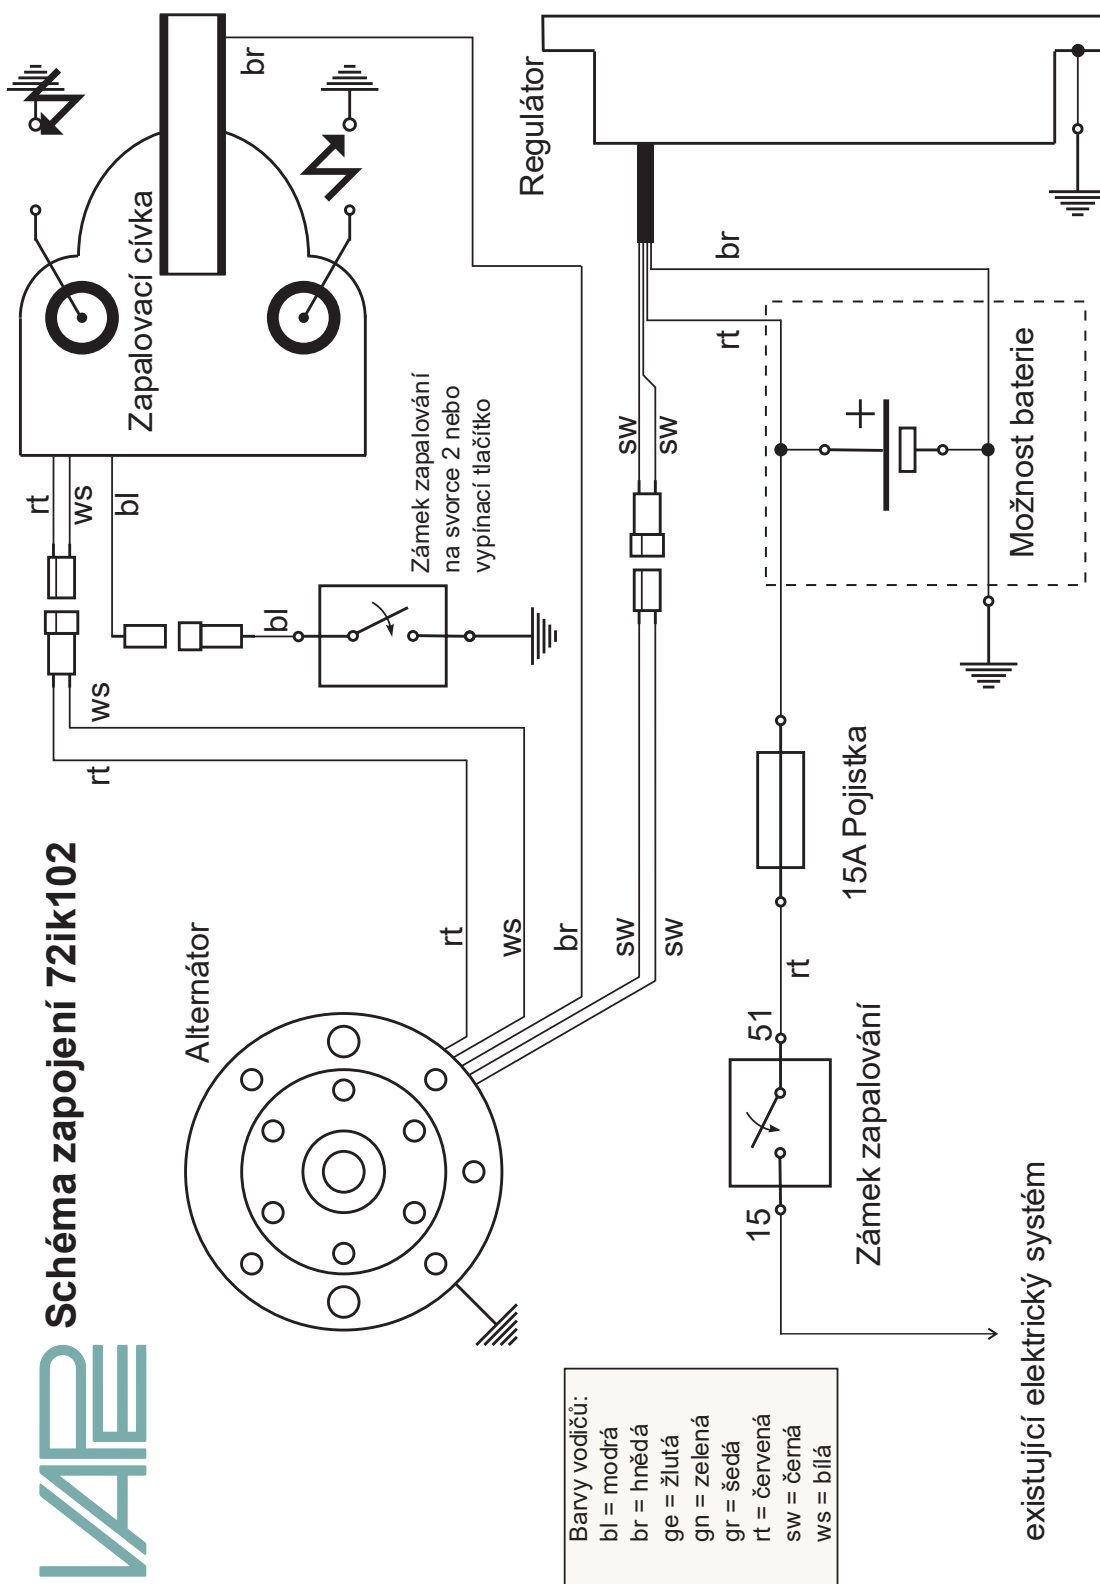 VAPE
Schéma zapojení 72ik102
Zapalovací cívka
br
rt
ws
bl
bl
Zámek zapalování
na svorce 2 nebo
vypínací tlačítko
ws
rt
Alternátor
rt
ws
br
sw
sw
Regulátor
sw
sw
rt
br
Možnost baterie
15A Pojistka
rt
51
15
Zámek zapalování
existující elektrický systém
Barvy vodičů:
bl = modrá
br = hnědá
ge = žlutá
gn = zelená
gr = šedá
rt = červená
sw = černá
ws = bílá